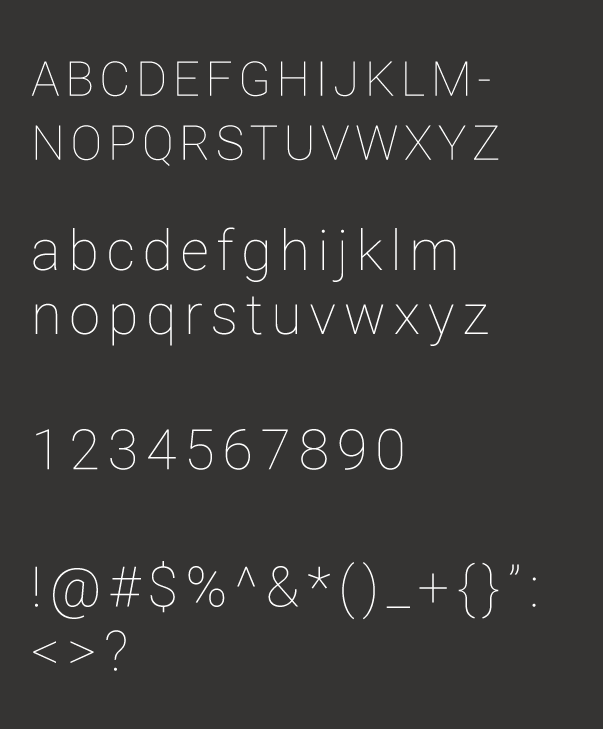 ABCDEFGHIJKLM-
NOPQRSTUVWXYZ
abcdefghijklm
nopqrstuvwxyz
1234567890
!@#$%^&*()_+{}”:
<>?